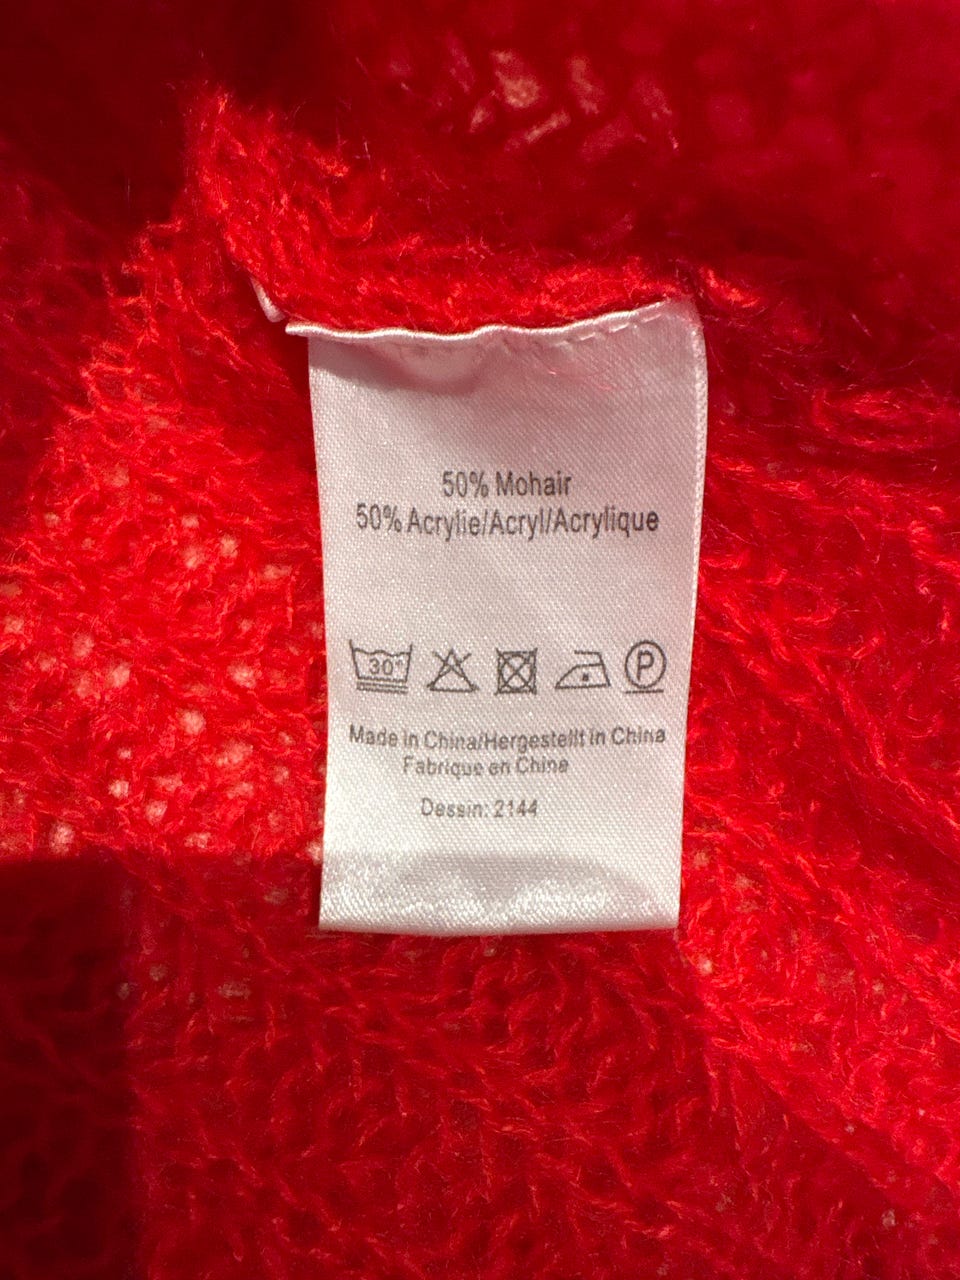 50% Mohair
50% Acrylie/Acryl/Acrylique
30°
P
Made in China/Hergestellt in China
Fabrique en Chine
Dessin: 2144